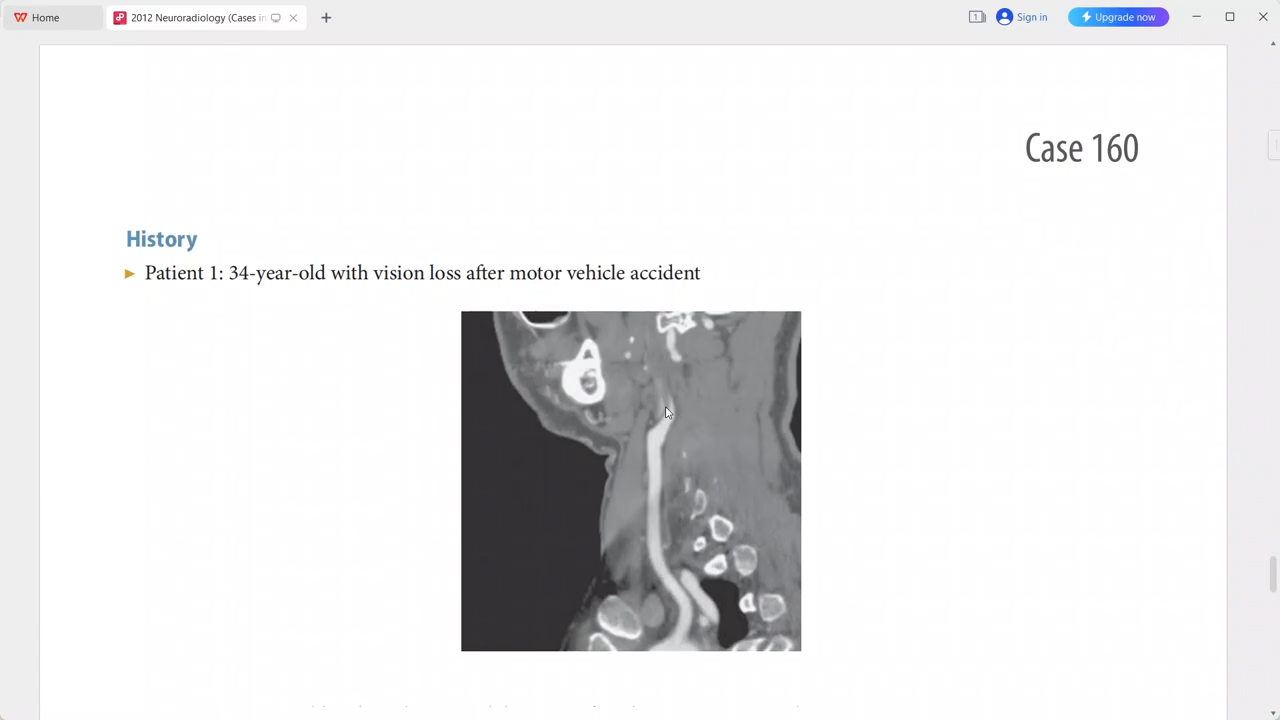 Home
2012 Neuroradiology (Cases in
1
Sign in
Upgrade now
Case 160
History
► Patient 1: 34-year-old with vision loss after motor vehicle accident